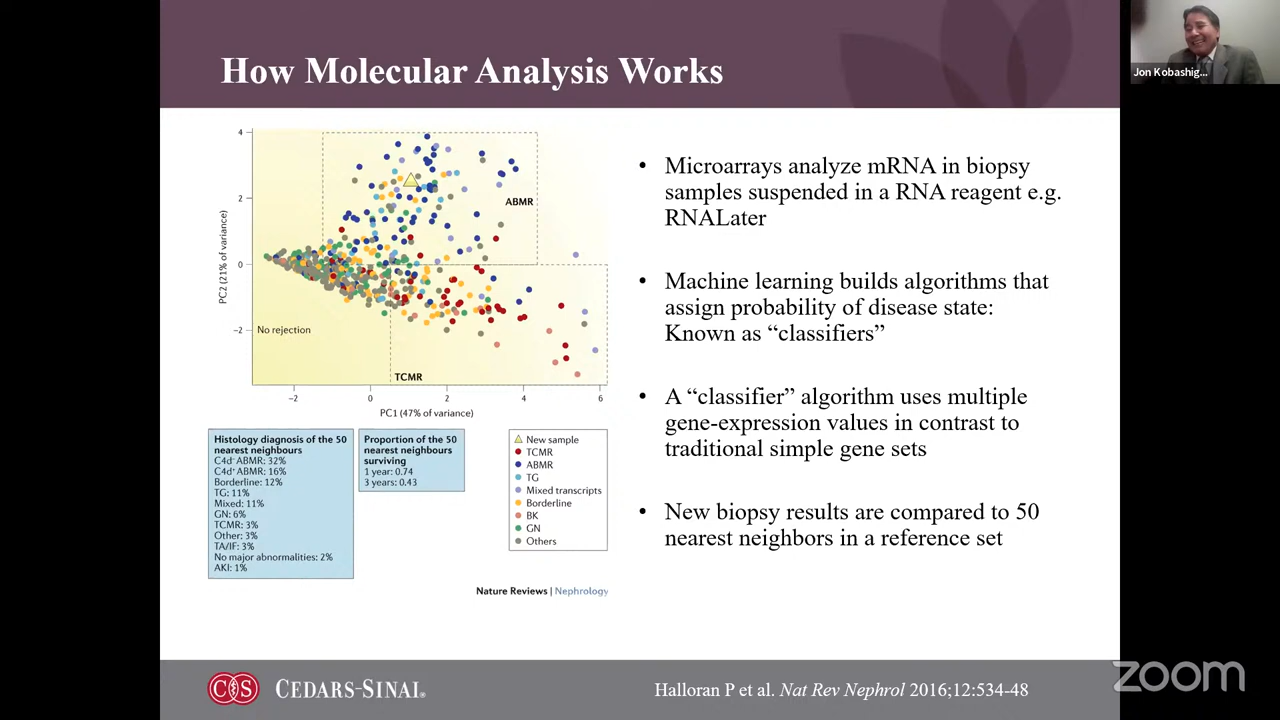 How Molecular Analysis Works
Jon Kobashig...
4
2
0
−2
PC2 (21% of variance)
ABMR
No rejection
TCMR
−2
0
2
4
6
PC1 (47% of variance)
Histology diagnosis of the 50
nearest neighbours
C4d⁻ ABMR: 32%
C4d⁺ ABMR: 16%
Borderline: 12%
TG: 11%
Mixed: 11%
GN: 6%
TCMR: 3%
Other: 3%
TA/IF: 3%
No major abnormalities: 2%
AKI: 1%
Proportion of the 50
nearest neighbours
surviving
1 year: 0.74
3 years: 0.43
New sample
TCMR
ABMR
TG
Mixed transcripts
Borderline
BK
GN
Others
Nature Reviews | Nephrology
• Microarrays analyze mRNA in biopsy
samples suspended in a RNA reagent e.g.
RNALater
• Machine learning builds algorithms that
assign probability of disease state:
Known as “classifiers”
• A “classifier” algorithm uses multiple
gene-expression values in contrast to
traditional simple gene sets
• New biopsy results are compared to 50
nearest neighbors in a reference set
CEDARS-SINAI®
Halloran P et al. Nat Rev Nephrol 2016;12:534-48
zoom